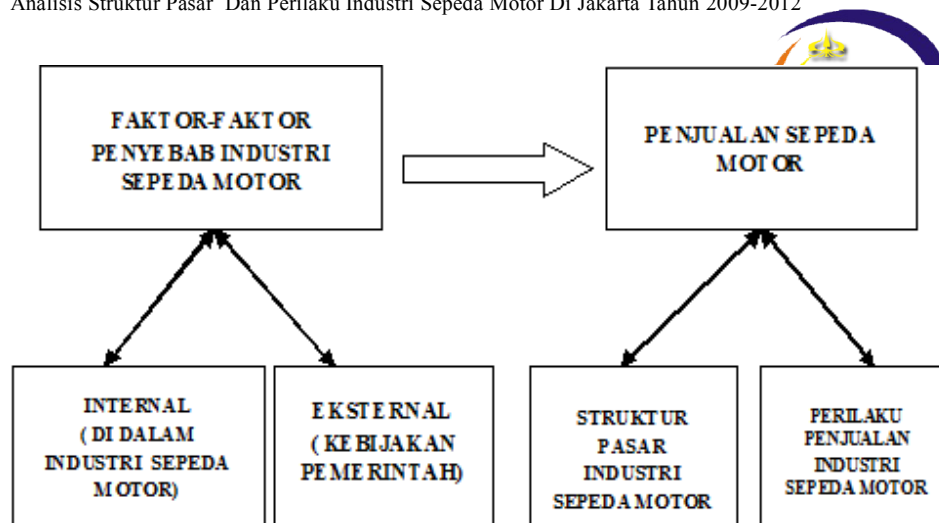 Analisis Struktur Pasar Dan Perilaku Industri Sepeda Motor Di Jakarta Tahun 2009-2012
FAKTOR-FAKTOR
PENYEBAB INDUSTRI
SEPEDA MOTOR
PENJUALAN SEPEDA
MOTOR
INTERNAL
( DI DALAM
INDUSTRI SEPEDA
MOTOR)
EKSTERNAL
( KEBIJAKAN
PEMERINTAH)
STRUKTUR
PASAR
INDUSTRI
SEPEDA MOTOR
PERILAKU
PENJUALAN
INDUSTRI
SEPEDA MOTOR